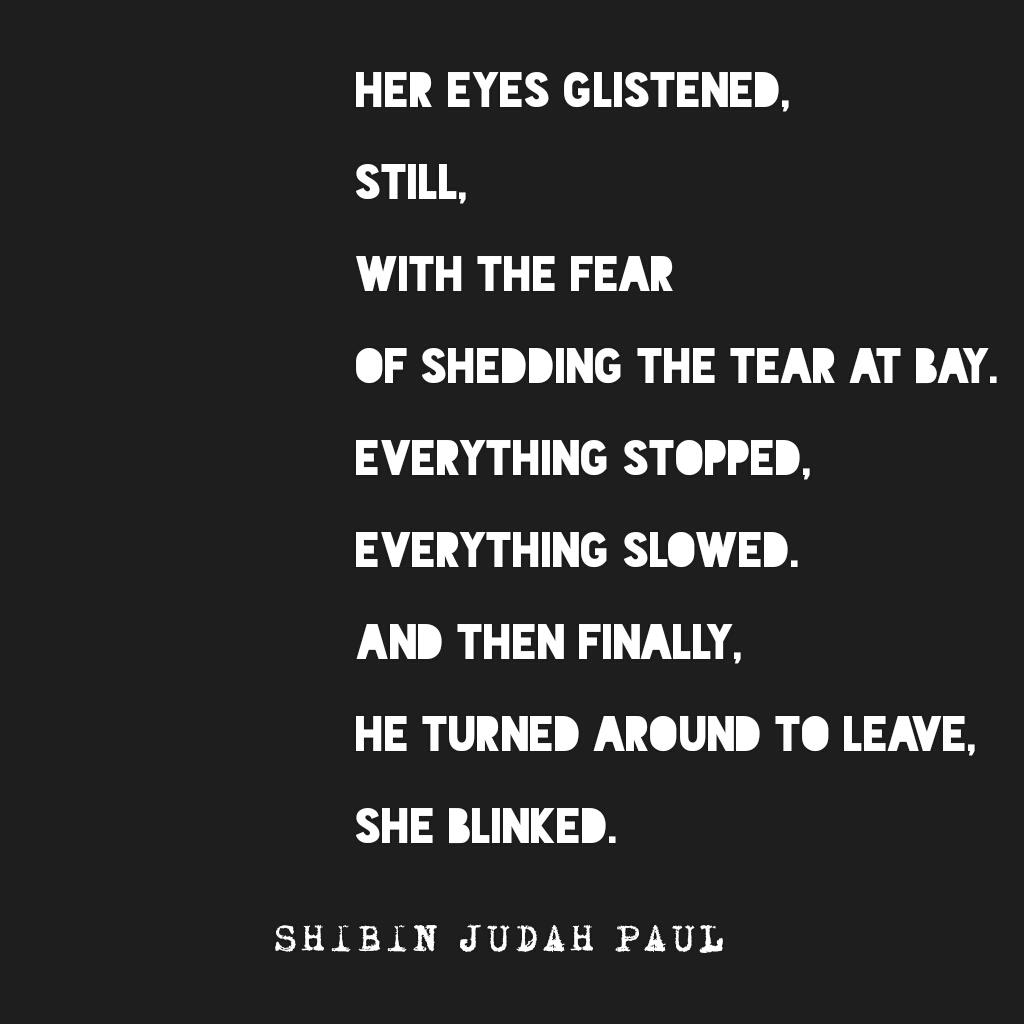 HER EYES GLISTENED,
STILL,
WITH THE FEAR
OF SHEDDING THE TEAR AT BAY.
EVERYTHING STOPPED,
EVERYTHING SLOWED.
AND THEN FINALLY,
HE TURNED AROUND TO LEAVE,
SHE BLINKED.
SHIBIN JUDAH PAUL